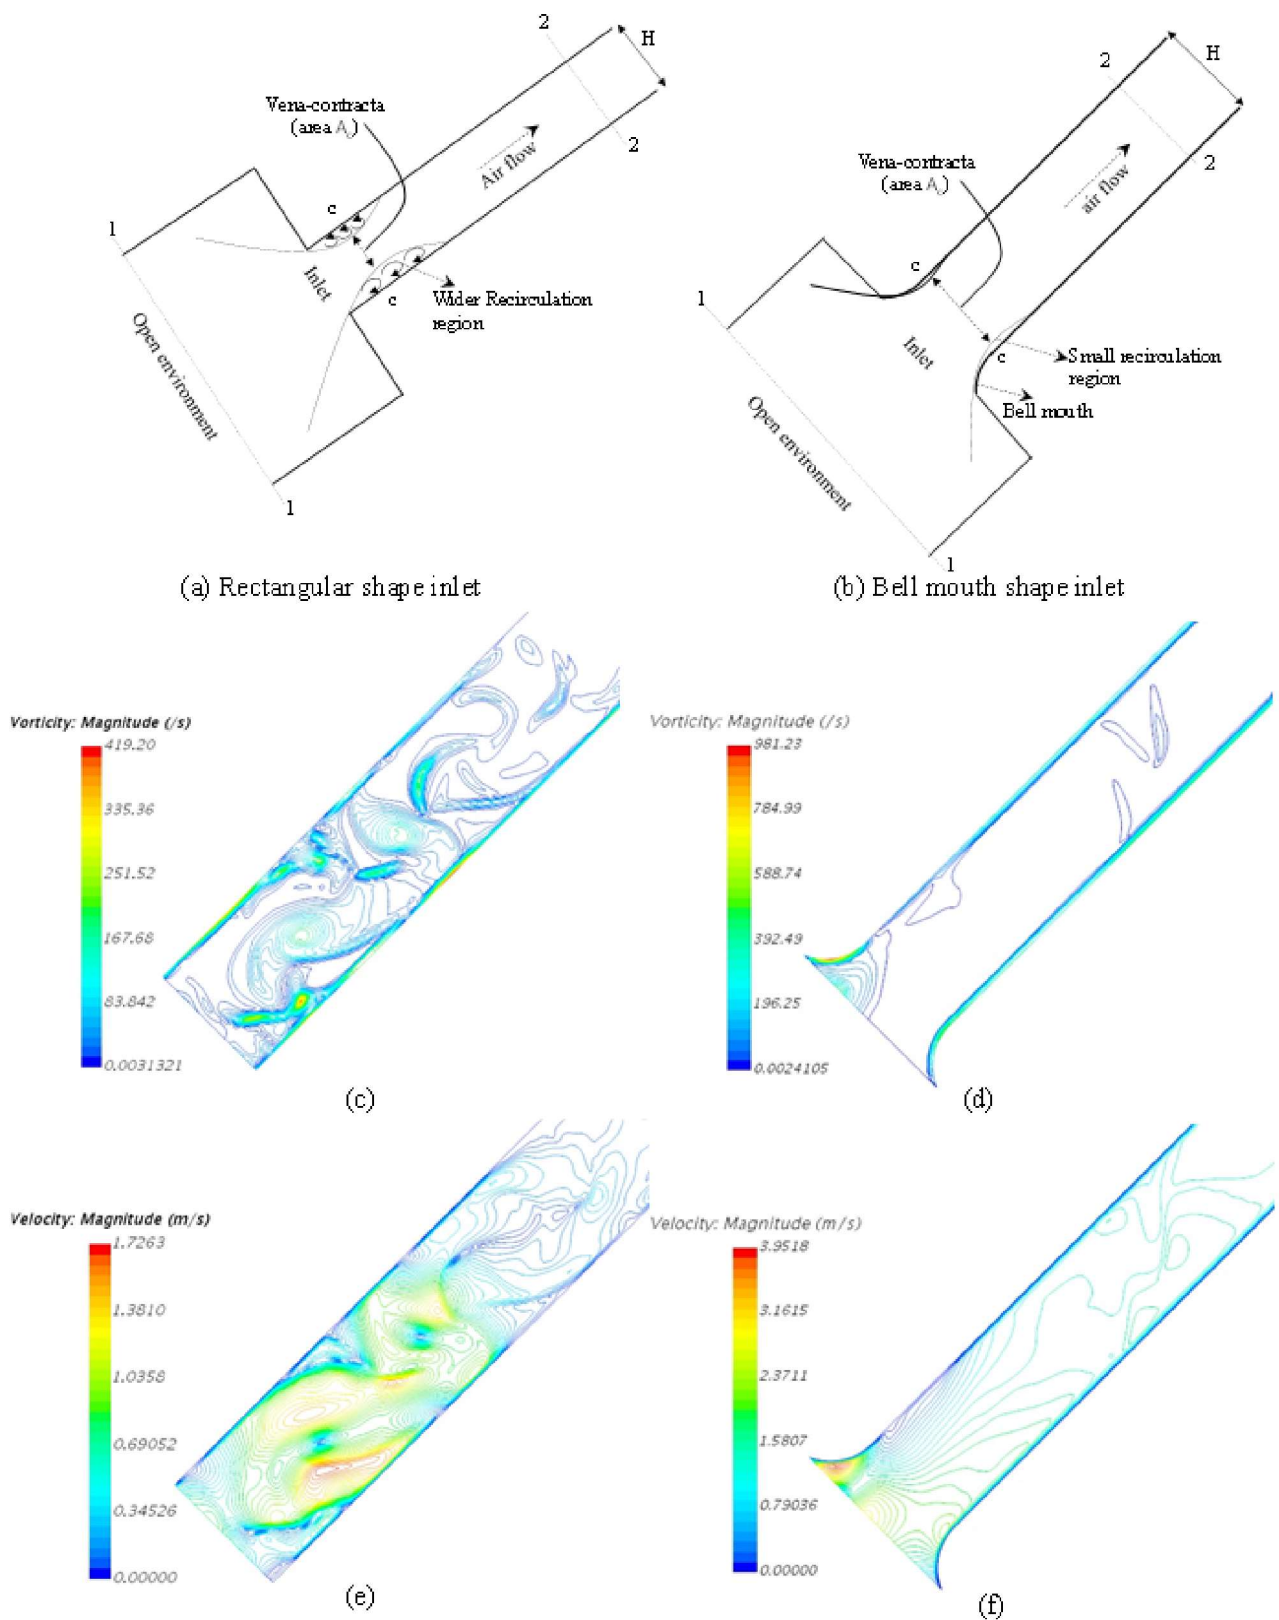 2
H
Vena-contracta
(area Ac)
Air flow
2
c
1
Inlet
c
Wider Recirculation
region
Open environment
1
(a) Rectangular shape inlet
2
H
Vena-contracta
(area Ac)
air flow
2
c
1
Inlet
c
Small recirculation
region
Bell mouth
Open environment
1
(b) Bell mouth shape inlet
Vorticity: Magnitude (/s)
419.20
335.36
251.52
167.68
83.842
0.0031321
(c)
Vorticity: Magnitude (/s)
981.23
784.99
588.74
392.49
196.25
0.0024105
(d)
Velocity: Magnitude (m/s)
1.7263
1.3810
1.0358
0.69052
0.34526
0.00000
(e)
Velocity: Magnitude (m/s)
3.9518
3.1615
2.3711
1.5807
0.79036
0.00000
(f)